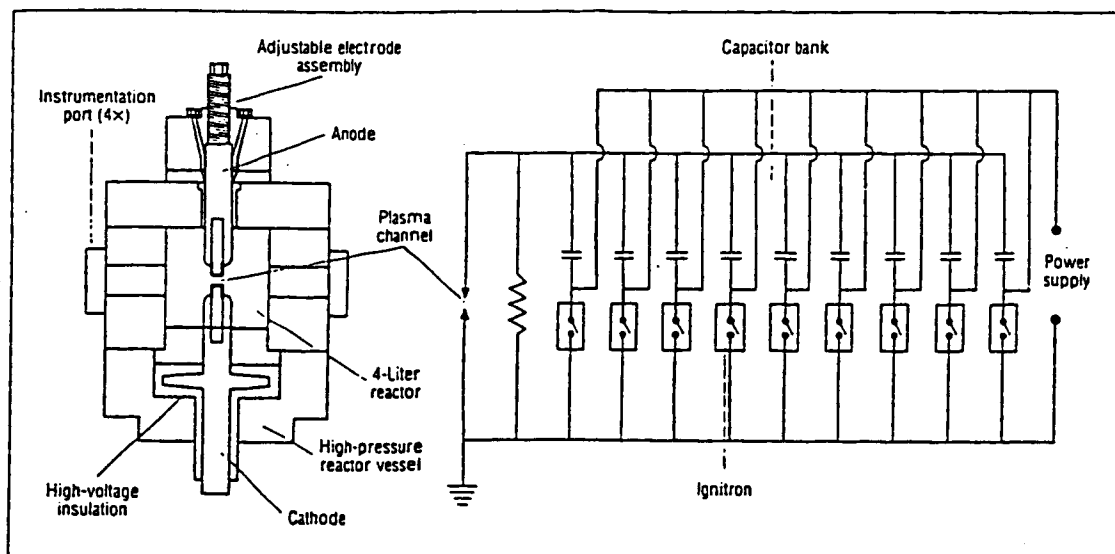 Adjustable electrode
assembly
Instrumentation
port (4×)
Anode
Plasma
channel
4-Liter
reactor
High-pressure
reactor vessel
High-voltage
insulation
Cathode
Capacitor bank
Power
supply
Ignitron